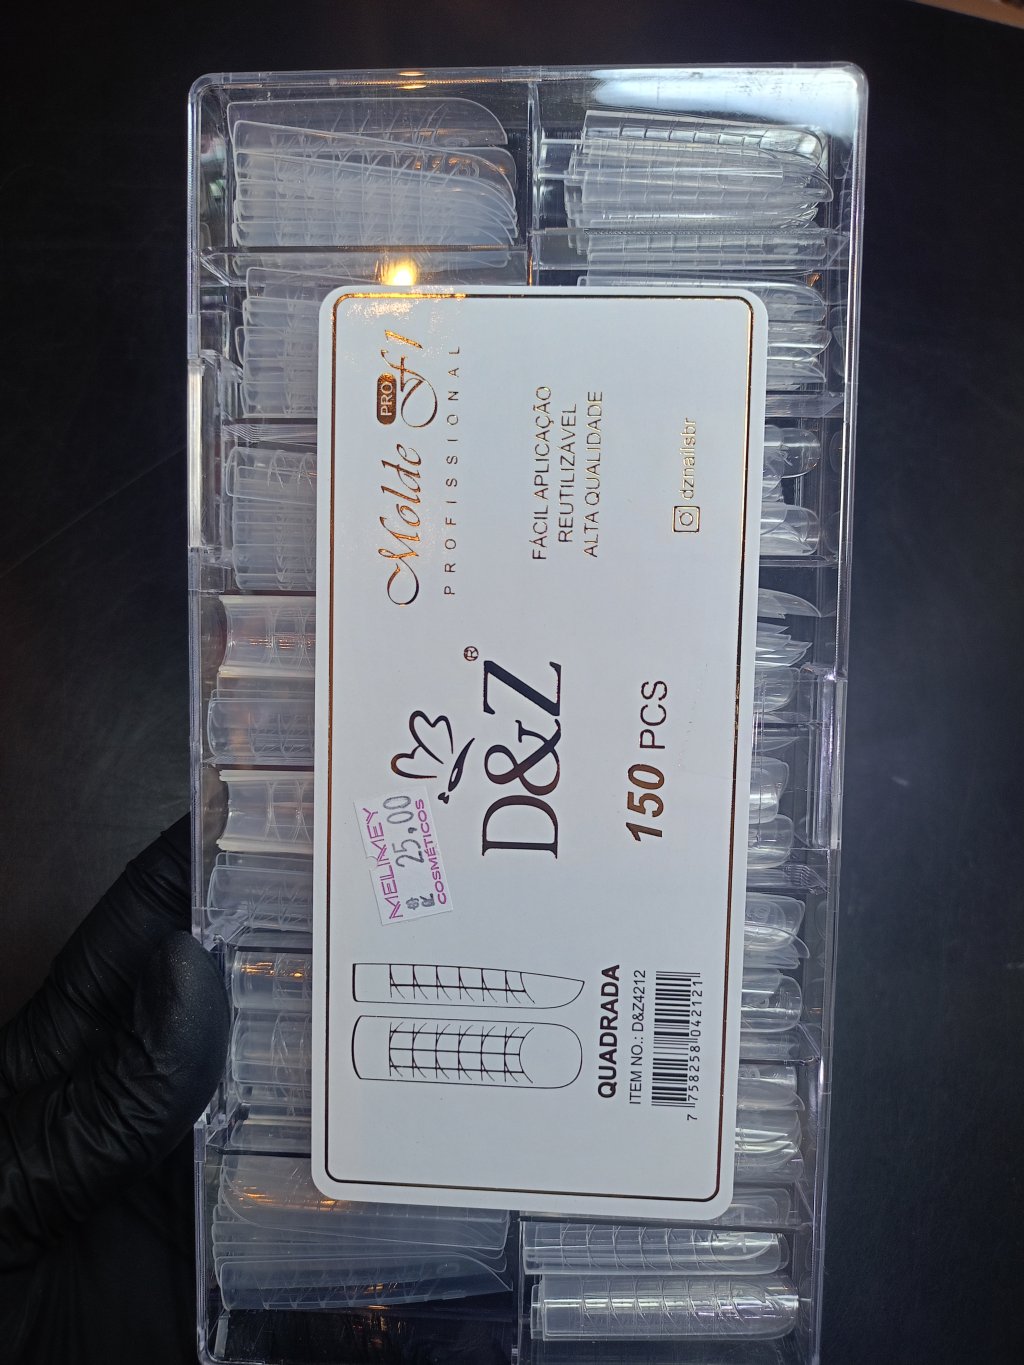 QUADRADA
ITEM NO.: D&Z4212
7 758258 042121
MELIMEY
R$ 25,00
COSMÉTICOS
D&Z®
150 PCS
Molde F1
PRO
PROFISSIONAL
FÁCIL APLICAÇÃO
REUTILIZÁVEL
ALTA QUALIDADE
dznailsbr